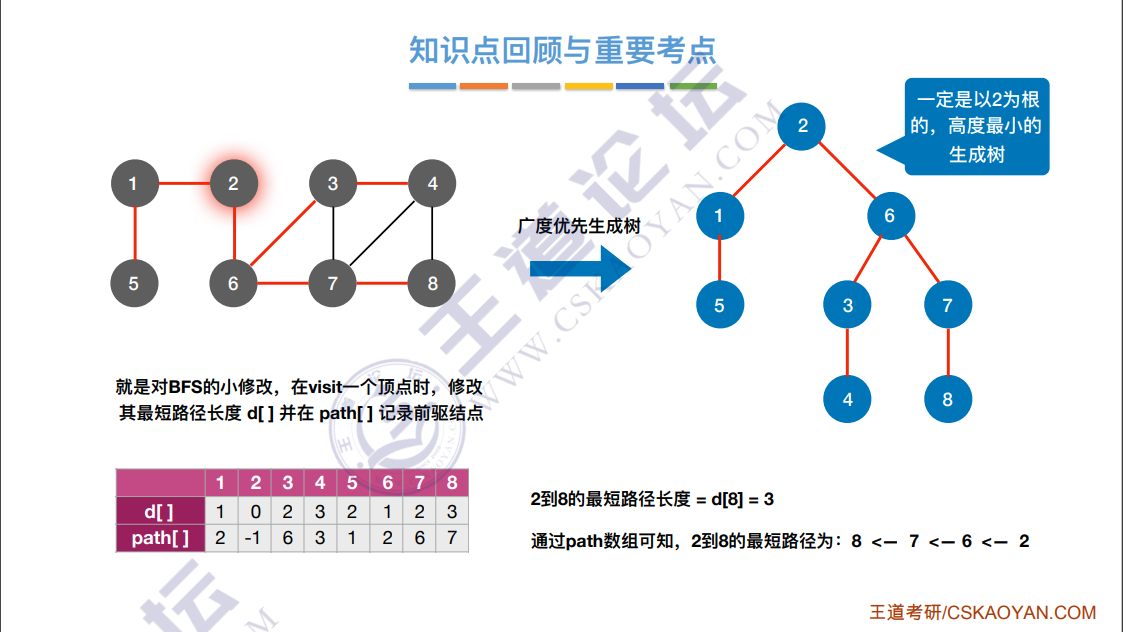 知识点回顾与重要考点
一定是以2为根
的，高度最小的
生成树
1 2 3 4
5 6 7 8
广度优先生成树
2
1 6
5 3 7
4 8
就是对BFS的小修改，在visit一个顶点时，修改
其最短路径长度 d[ ] 并在 path[ ] 记录前驱结点
1 2 3 4 5 6 7 8
d[ ] 1 0 2 3 2 1 2 3
path[ ] 2 -1 6 3 1 2 6 7
2到8的最短路径长度 = d[8] = 3
通过path数组可知，2到8的最短路径为：8 <— 7 <— 6 <— 2
王道论坛
WWW.CSKAOYAN.COM
王道考研/CSKAOYAN.COM